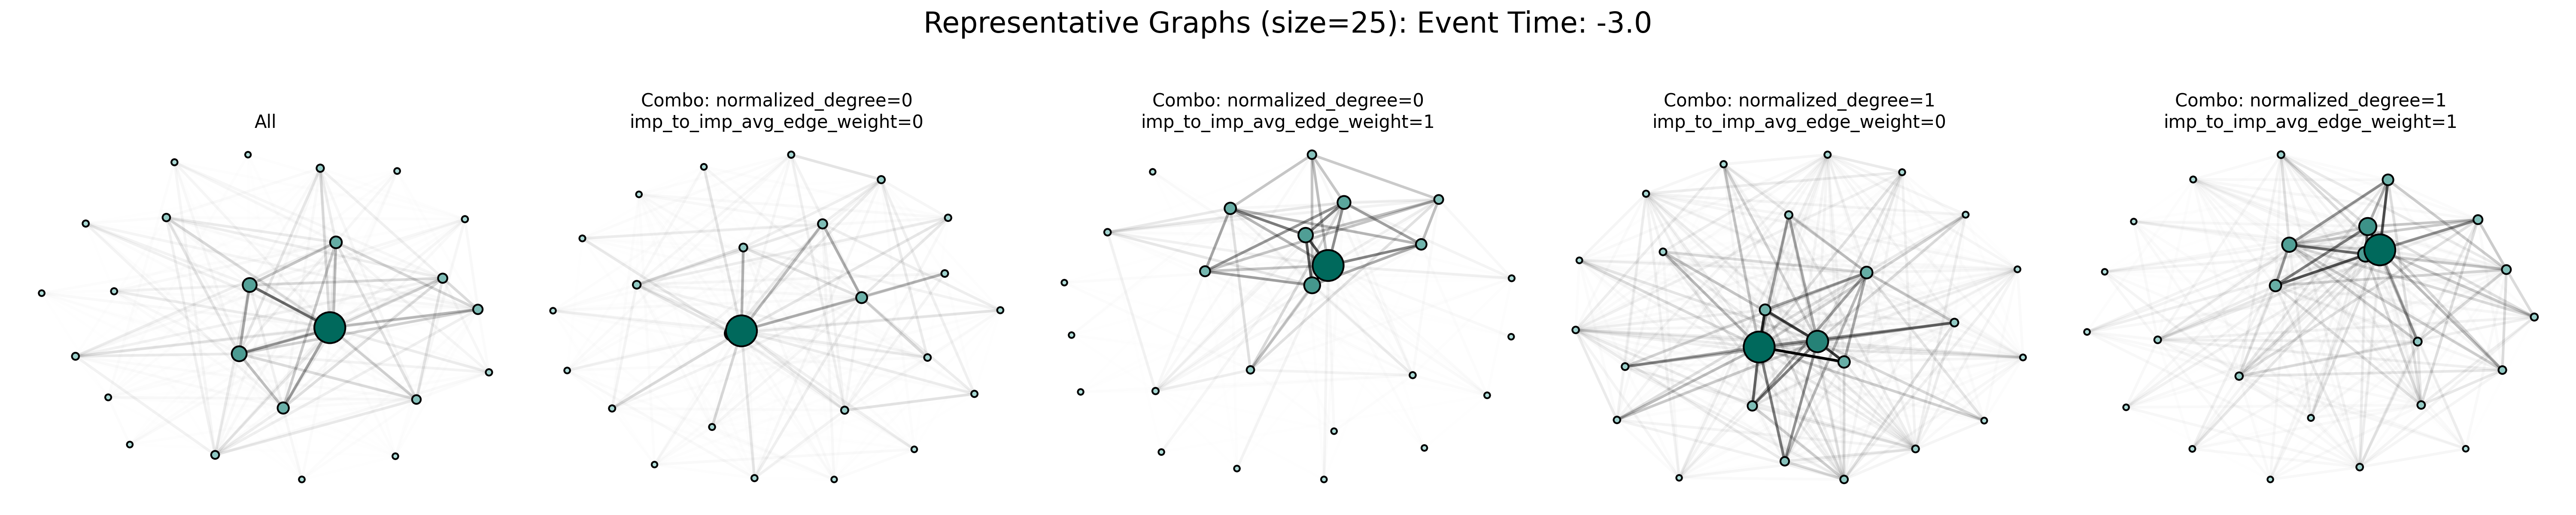 Representative Graphs (size=25): Event Time: -3.0
All
Combo: normalized_degree=0
imp_to_imp_avg_edge_weight=0
Combo: normalized_degree=0
imp_to_imp_avg_edge_weight=1
Combo: normalized_degree=1
imp_to_imp_avg_edge_weight=0
Combo: normalized_degree=1
imp_to_imp_avg_edge_weight=1